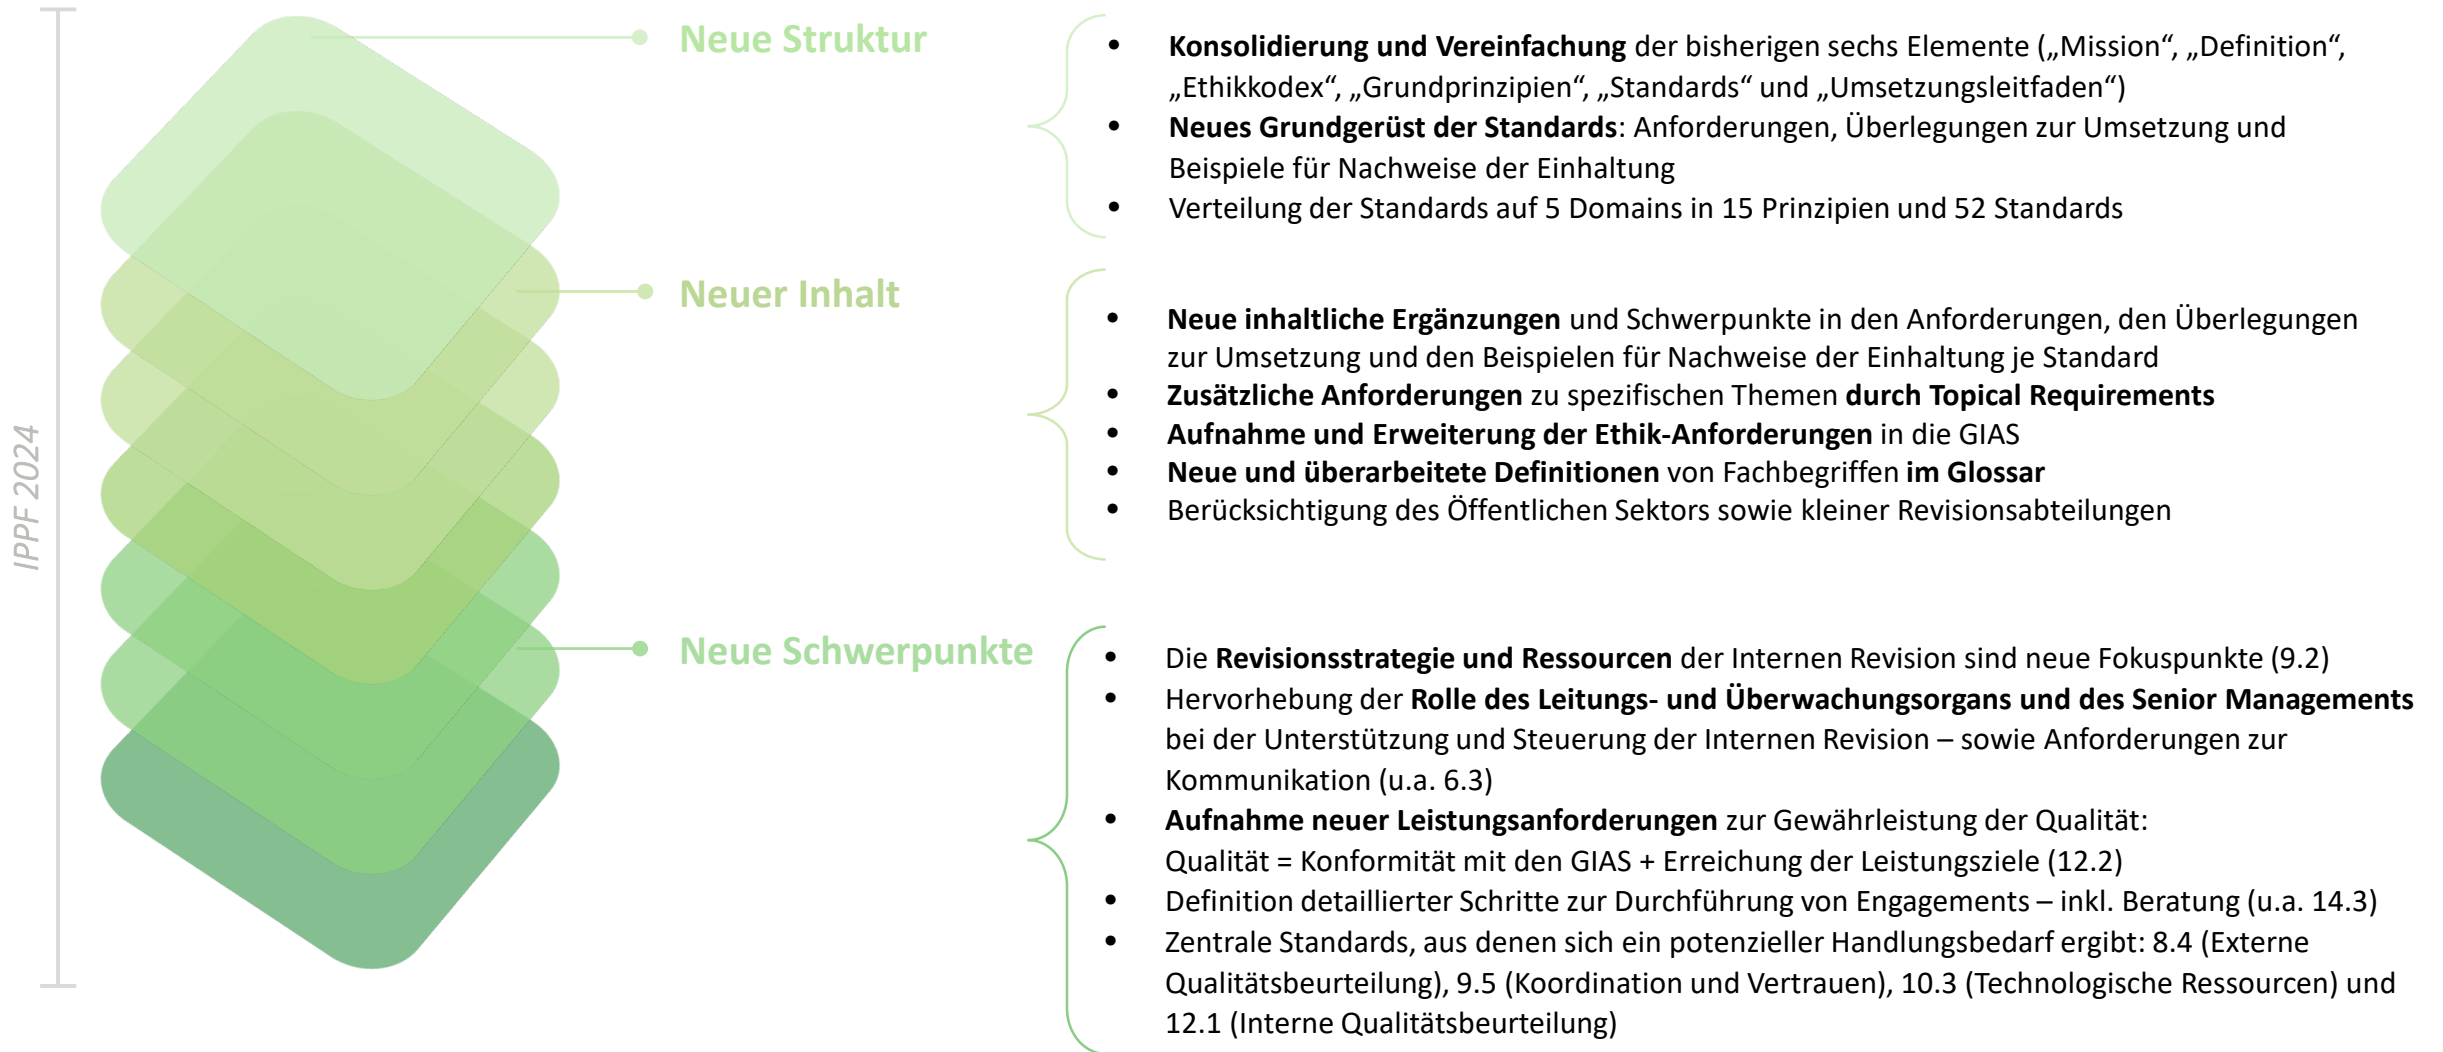 IPPF 2024
Neue Struktur
• Konsolidierung und Vereinfachung der bisherigen sechs Elemente („Mission“, „Definition“,
„Ethikkodex“, „Grundprinzipien“, „Standards“ und „Umsetzungsleitfaden“)
• Neues Grundgerüst der Standards: Anforderungen, Überlegungen zur Umsetzung und
Beispiele für Nachweise der Einhaltung
• Verteilung der Standards auf 5 Domains in 15 Prinzipien und 52 Standards
Neuer Inhalt
• Neue inhaltliche Ergänzungen und Schwerpunkte in den Anforderungen, den Überlegungen
zur Umsetzung und den Beispielen für Nachweise der Einhaltung je Standard
• Zusätzliche Anforderungen zu spezifischen Themen durch Topical Requirements
• Aufnahme und Erweiterung der Ethik-Anforderungen in die GIAS
• Neue und überarbeitete Definitionen von Fachbegriffen im Glossar
• Berücksichtigung des Öffentlichen Sektors sowie kleiner Revisionsabteilungen
Neue Schwerpunkte
• Die Revisionsstrategie und Ressourcen der Internen Revision sind neue Fokuspunkte (9.2)
• Hervorhebung der Rolle des Leitungs- und Überwachungsorgans und des Senior Managements
bei der Unterstützung und Steuerung der Internen Revision – sowie Anforderungen zur
Kommunikation (u.a. 6.3)
• Aufnahme neuer Leistungsanforderungen zur Gewährleistung der Qualität:
Qualität = Konformität mit den GIAS + Erreichung der Leistungsziele (12.2)
• Definition detaillierter Schritte zur Durchführung von Engagements – inkl. Beratung (u.a. 14.3)
• Zentrale Standards, aus denen sich ein potenzieller Handlungsbedarf ergibt: 8.4 (Externe
Qualitätsbeurteilung), 9.5 (Koordination und Vertrauen), 10.3 (Technologische Ressourcen) und
12.1 (Interne Qualitätsbeurteilung)